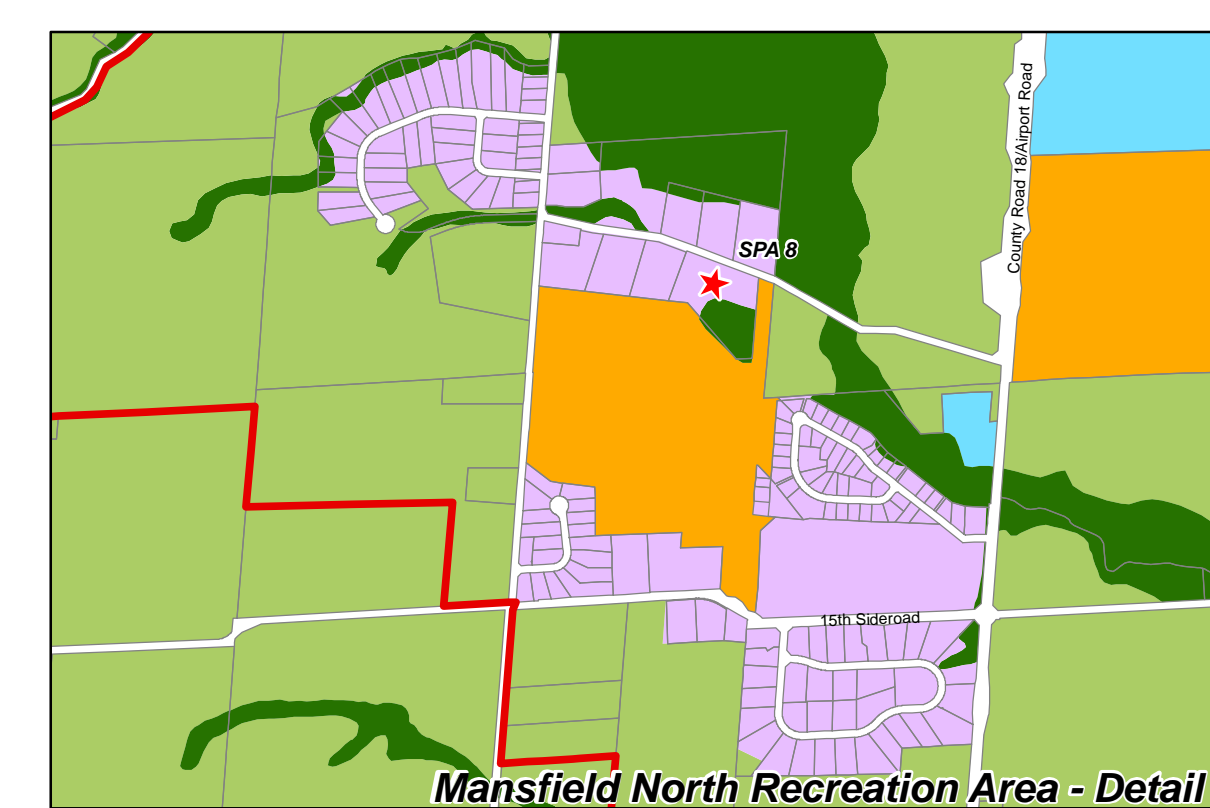 County Road 18/Airport Road
SPA 8
15th Sideroad
Mansfield North Recreation Area - Detail